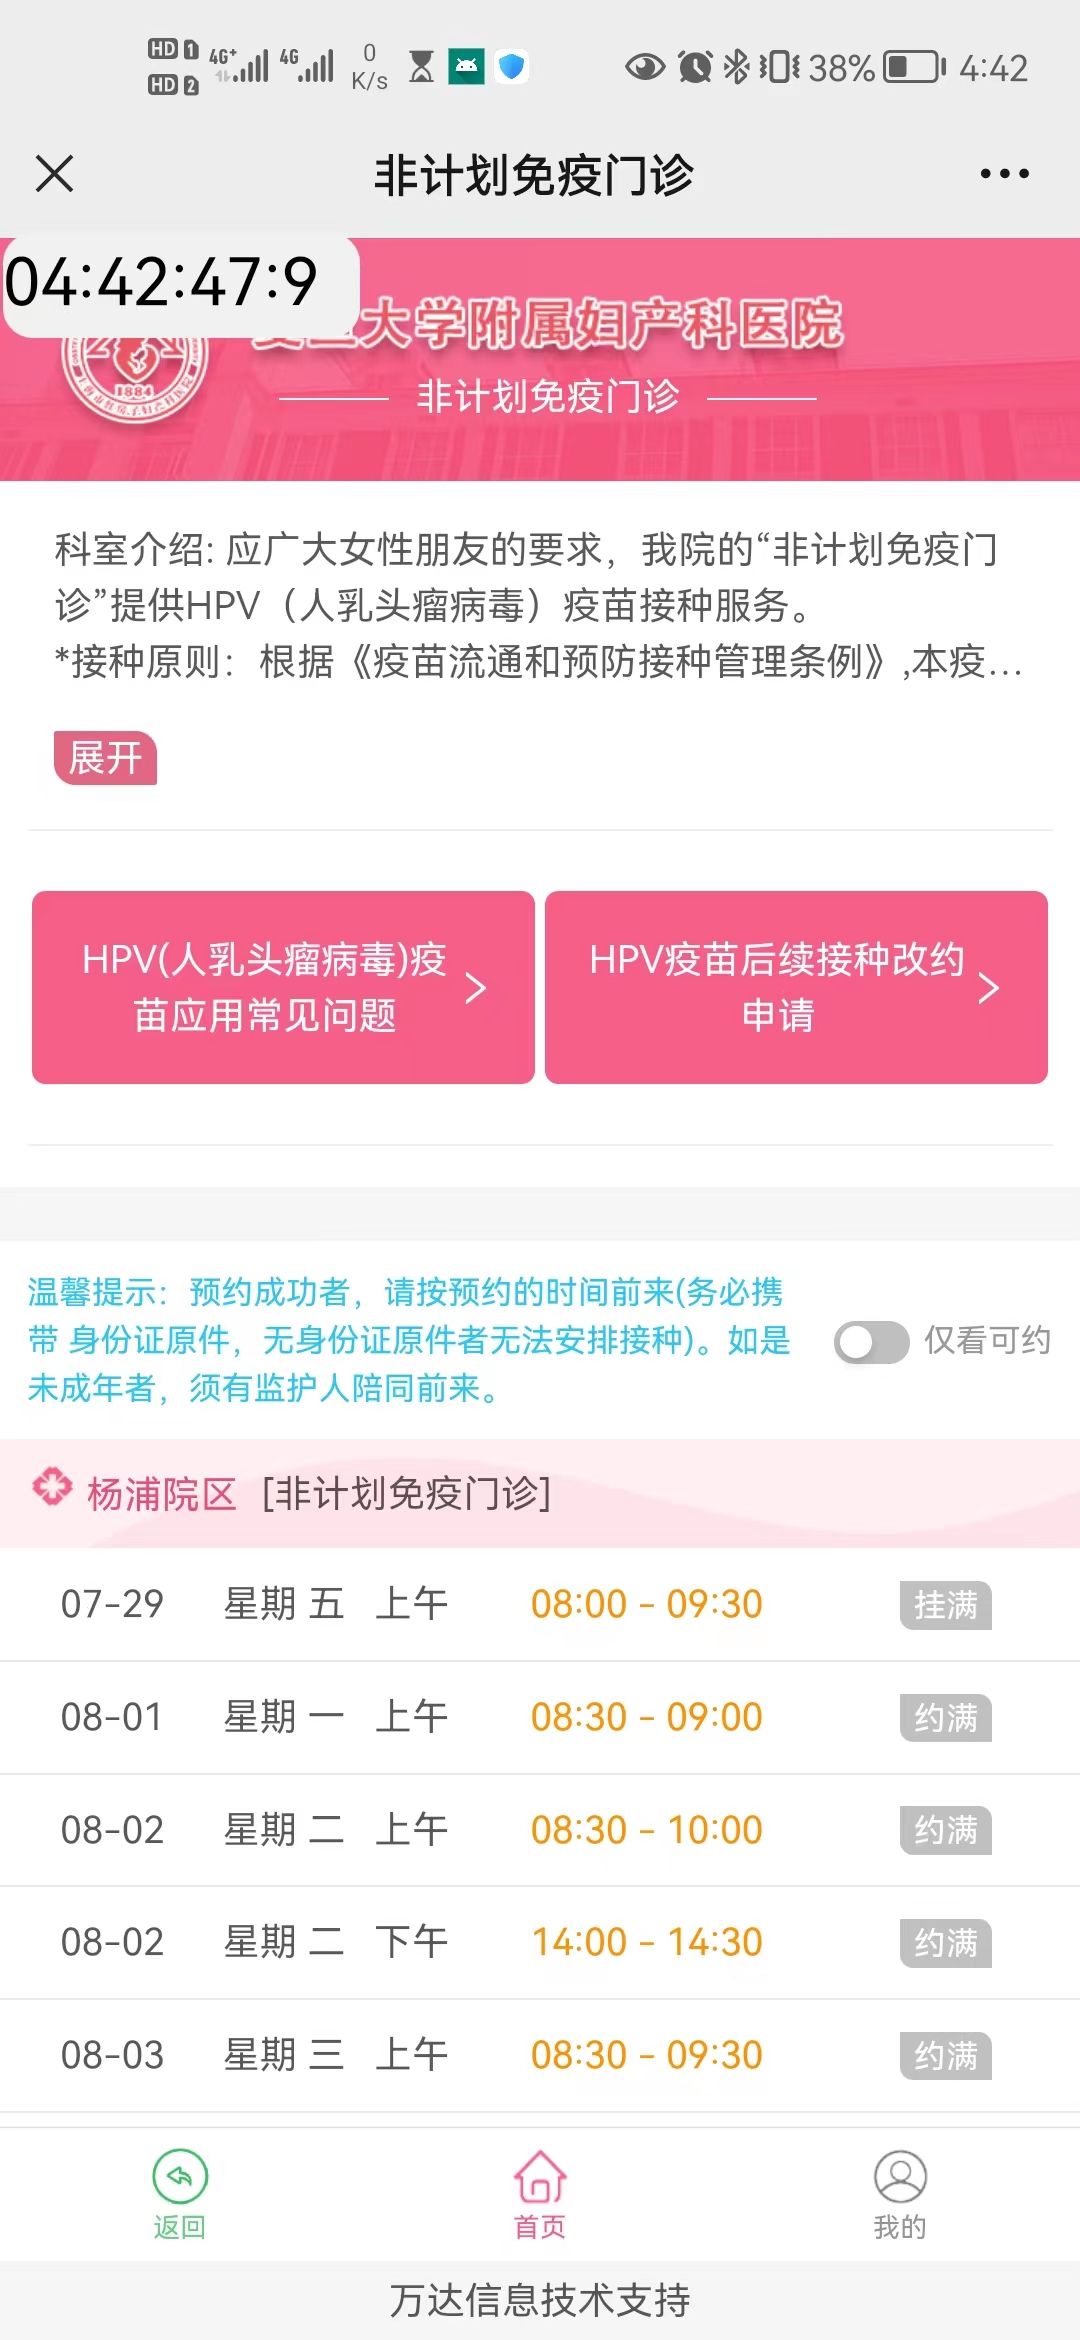 HD 1 4G+ 4G 0 38% 4:42
HD 2 K/s
非计划免疫门诊
04:42:47:9
大学附属妇产科医院
1884
非计划免疫门诊
科室介绍: 应广大女性朋友的要求，我院的“非计划免疫门
诊”提供HPV（人乳头瘤病毒）疫苗接种服务。
*接种原则：根据《疫苗流通和预防接种管理条例》,本疫...
展开
HPV(人乳头瘤病毒)疫
苗应用常见问题
HPV疫苗后续接种改约
申请
温馨提示：预约成功者，请按预约的时间前来(务必携
带 身份证原件，无身份证原件者无法安排接种)。如是
未成年者，须有监护人陪同前来。
仅看可约
杨浦院区 [非计划免疫门诊]
07-29 星期 五 上午 08:00 - 09:30 挂满
08-01 星期 一 上午 08:30 - 09:00 约满
08-02 星期 二 上午 08:30 - 10:00 约满
08-02 星期 二 下午 14:00 - 14:30 约满
08-03 星期 三 上午 08:30 - 09:30 约满
返回 首页 我的
万达信息技术支持